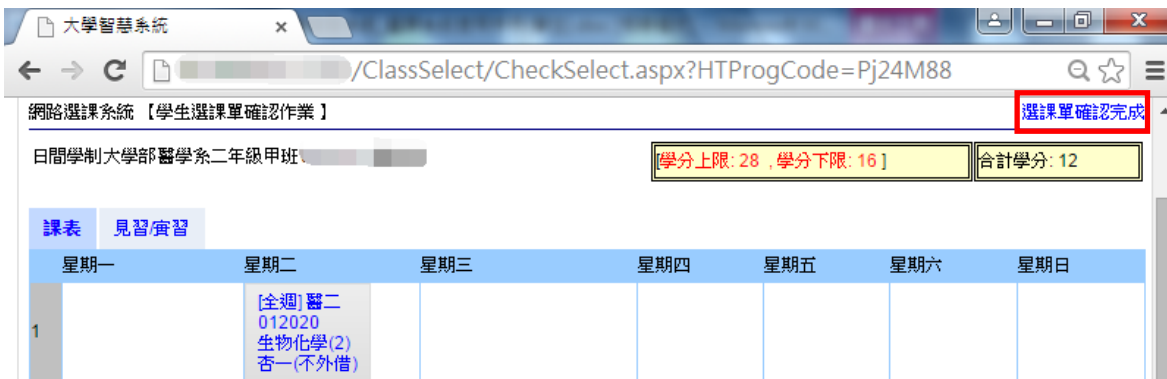 大學智慧系統
/ClassSelect/CheckSelect.aspx?HTProgCode=Pj24M88
網路選課系統 【學生選課單確認作業 】
選課單確認完成
日間學制大學部醫學系二年級甲班
[學分上限: 28 , 學分下限: 16 ]
合計學分: 12
課表
見習/實習
星期一
星期二
星期三
星期四
星期五
星期六
星期日
1
[全週] 醫二
012020
生物化學(2)
杏一(不外借)